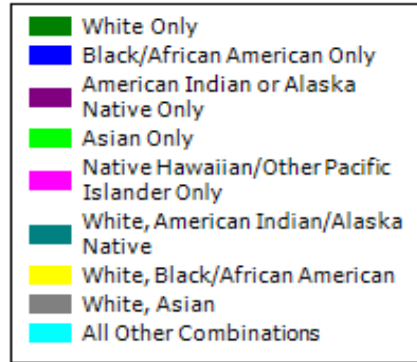 White Only
Black/African American Only
American Indian or Alaska
Native Only
Asian Only
Native Hawaiian/Other Pacific
Islander Only
White, American Indian/Alaska
Native
White, Black/African American
White, Asian
All Other Combinations